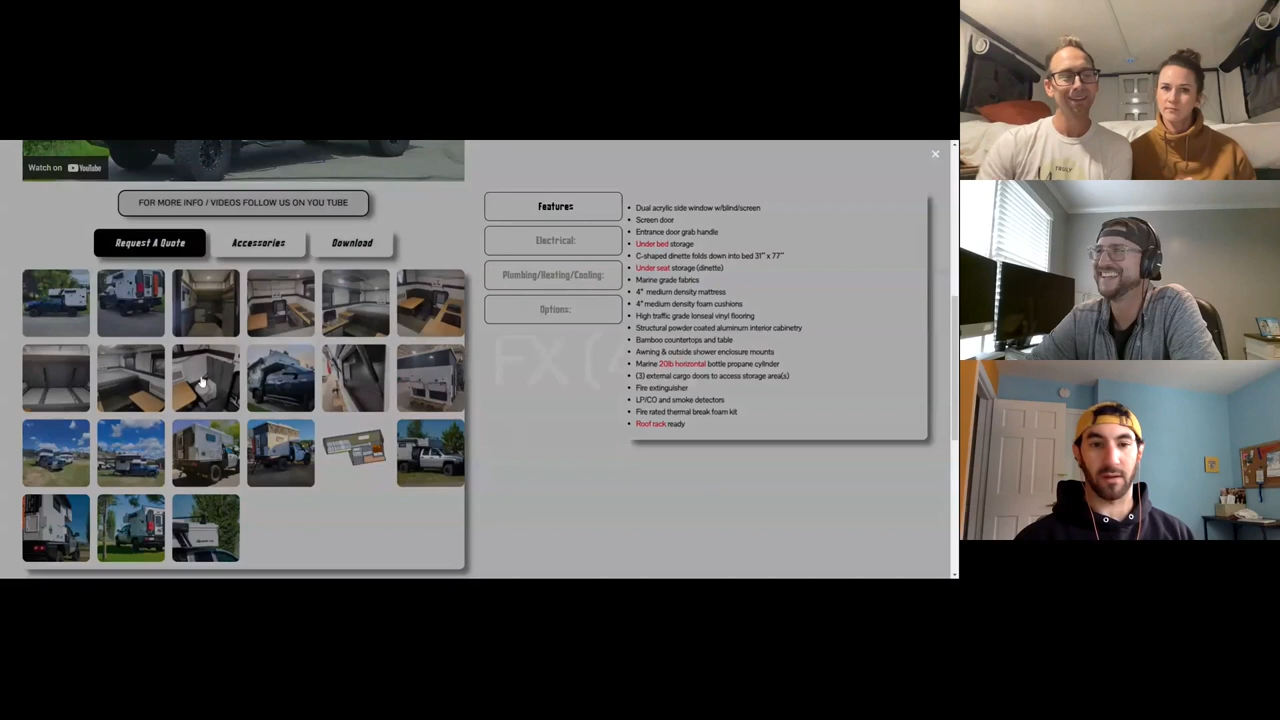 Watch on YouTube
FOR MORE INFO / VIDEOS FOLLOW US ON YOU TUBE
Request A Quote
Accessories
Download
Features
Electrical:
Plumbing/Heating/Cooling:
Options:
FX (
• Dual acrylic side window w/blind/screen
• Screen door
• Entrance door grab handle
• Under bed storage
• C-shaped dinette folds down into bed 31" x 77"
• Under seat storage (dinette)
• Marine grade fabrics
• 4" medium density mattress
• 4" medium density foam cushions
• High traffic grade lonseal vinyl flooring
• Structural powder coated aluminum interior cabinetry
• Bamboo countertops and table
• Awning & outside shower enclosure mounts
• Marine 20lb horizontal bottle propane cylinder
• (3) external cargo doors to access storage area(s)
• Fire extinguisher
• LP/CO and smoke detectors
• Fire rated thermal break foam kit
• Roof rack ready
TRULY